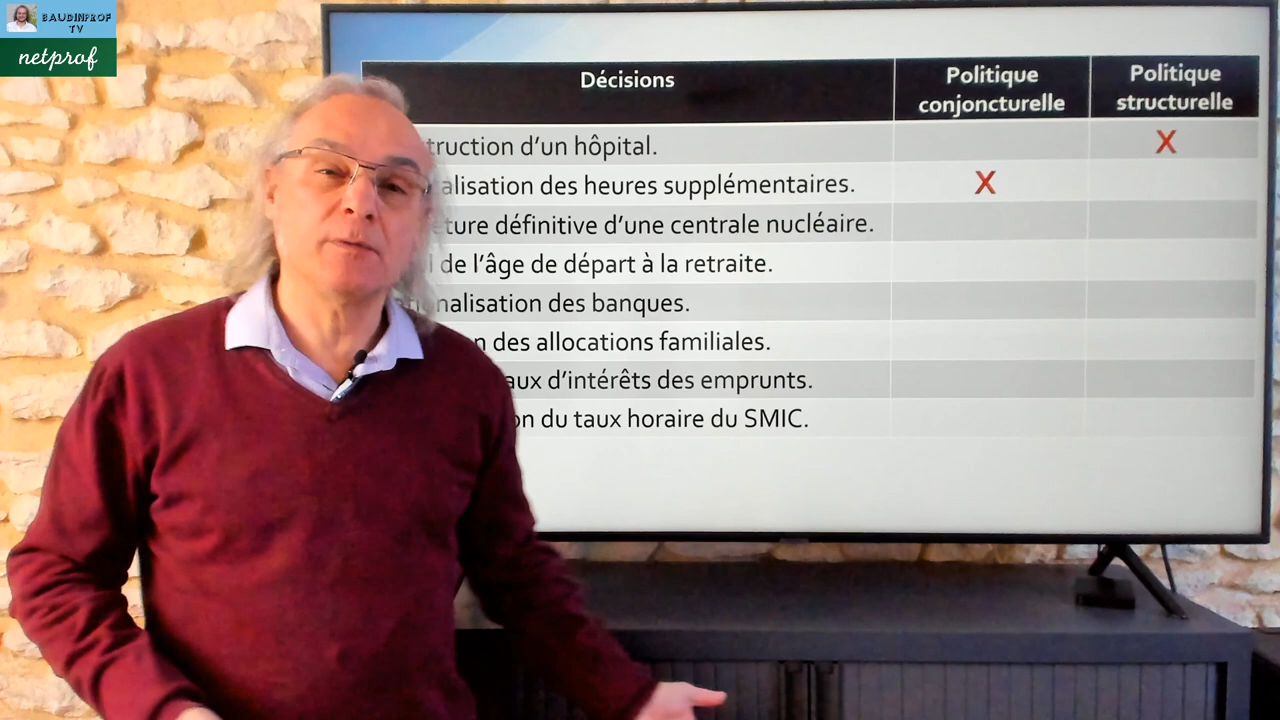 BAUDINPROF
TV
netprof
Décisions
Politique
conjoncturelle
Politique
structurelle
truction d'un hôpital.
X
alisation des heures supplémentaires.
X
ture définitive d'une centrale nucléaire.
de l'âge de départ à la retraite.
nalisation des banques.
n des allocations familiales.
aux d'intérêts des emprunts.
on du taux horaire du SMIC.